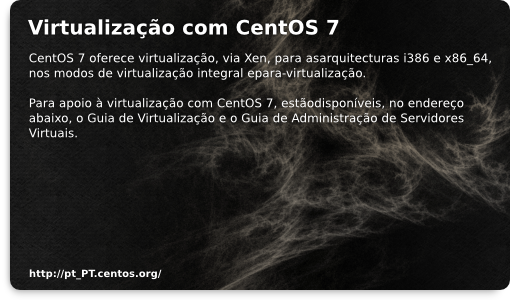 Virtualização com CentOS 7
CentOS 7 oferece virtualização, via Xen, para asarquitecturas i386 e x86_64,
nos modos de virtualização integral epara-virtualização.
Para apoio à virtualização com CentOS 7, estãodisponíveis, no endereço
abaixo, o Guia de Virtualização e o Guia de Administração de Servidores
Virtuais.
http://pt_PT.centos.org/